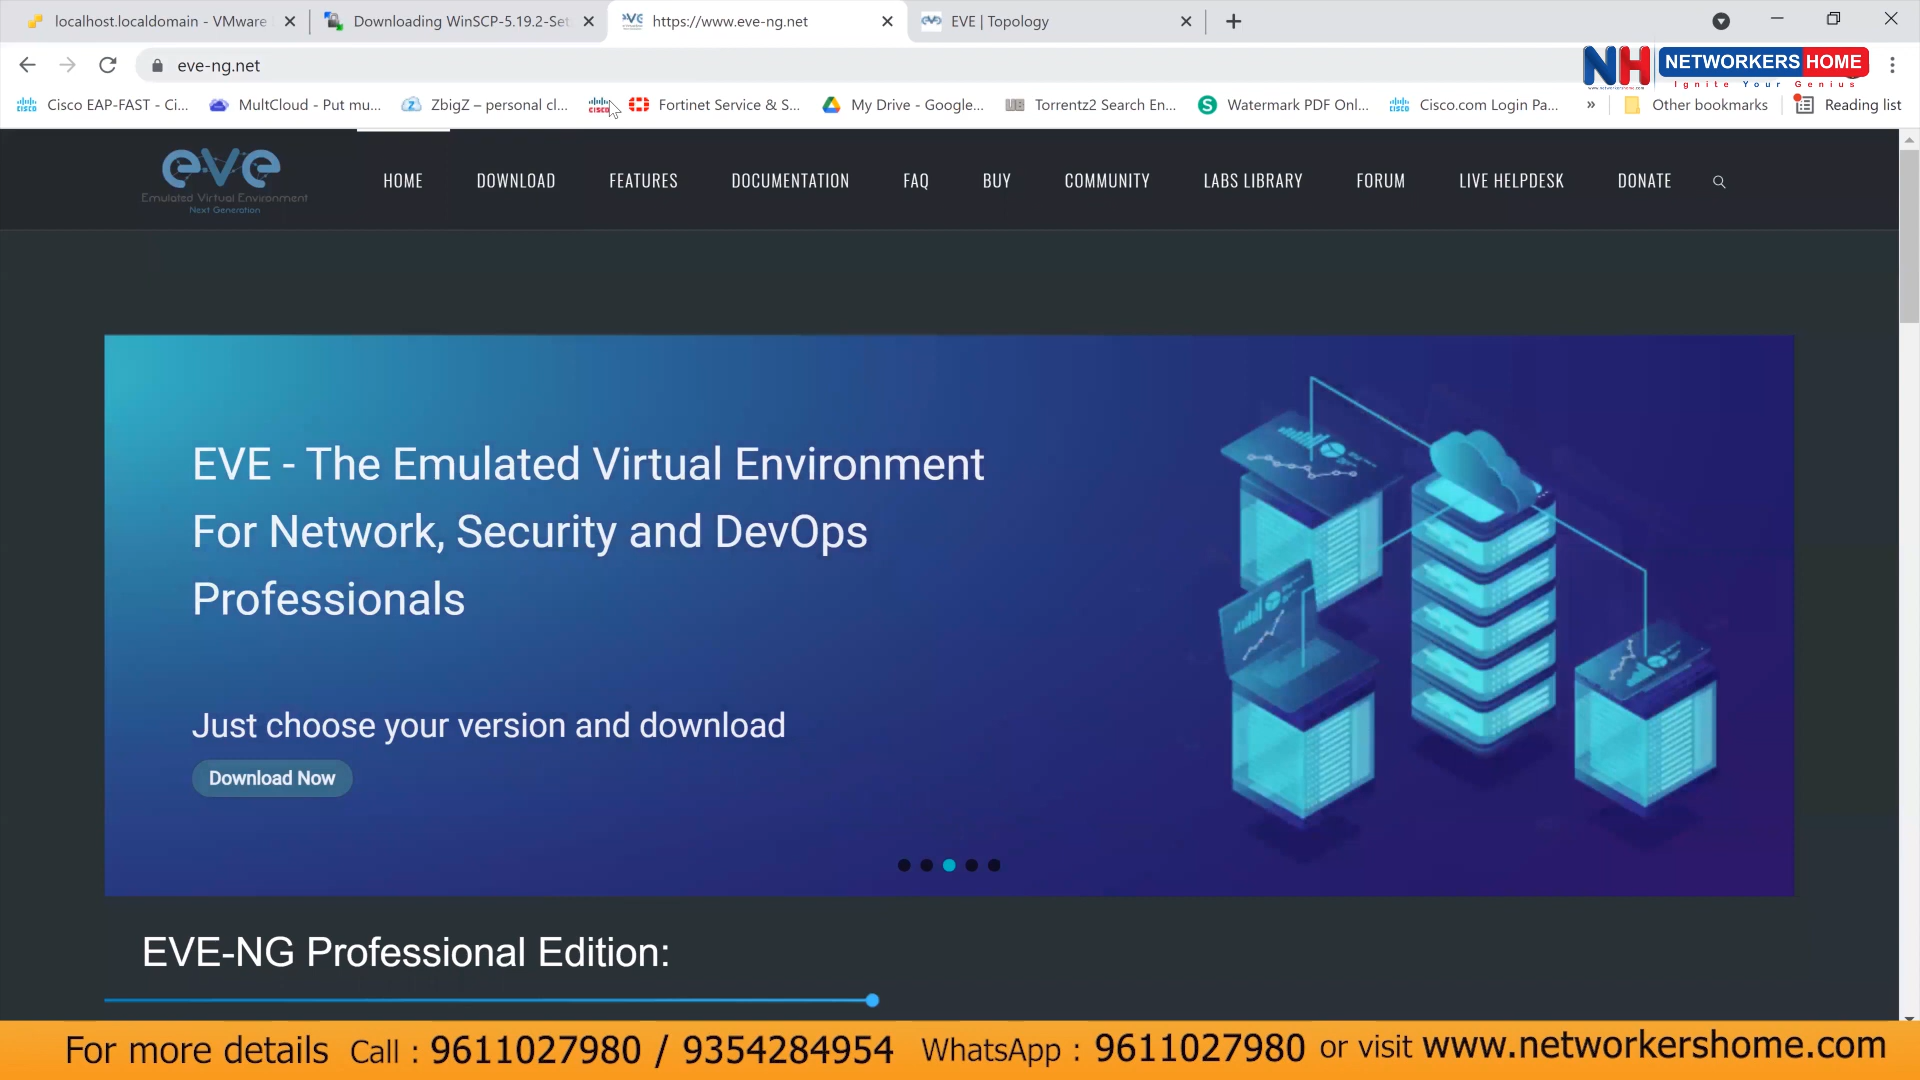 localhost.localdomain - VMware
Downloading WinSCP-5.19.2-Set
https://www.eve-ng.net
EVE | Topology
eve-ng.net
NH NETWORKERS HOME
www.networkershome.com
Ignite Your Genius
Cisco EAP-FAST - Ci...
MultCloud - Put mu...
ZbigZ – personal cl...
cisco
Fortinet Service & S...
My Drive - Google...
Torrentz2 Search En...
Watermark PDF Onl...
Cisco.com Login Pa...
»
Other bookmarks
Reading list
eve
Emulated Virtual Environment
Next Generation
HOME
DOWNLOAD
FEATURES
DOCUMENTATION
FAQ
BUY
COMMUNITY
LABS LIBRARY
FORUM
LIVE HELPDESK
DONATE
EVE - The Emulated Virtual Environment
For Network, Security and DevOps
Professionals
Just choose your version and download
Download Now
EVE-NG Professional Edition:
For more details Call : 9611027980 / 9354284954 WhatsApp : 9611027980 or visit www.networkershome.com